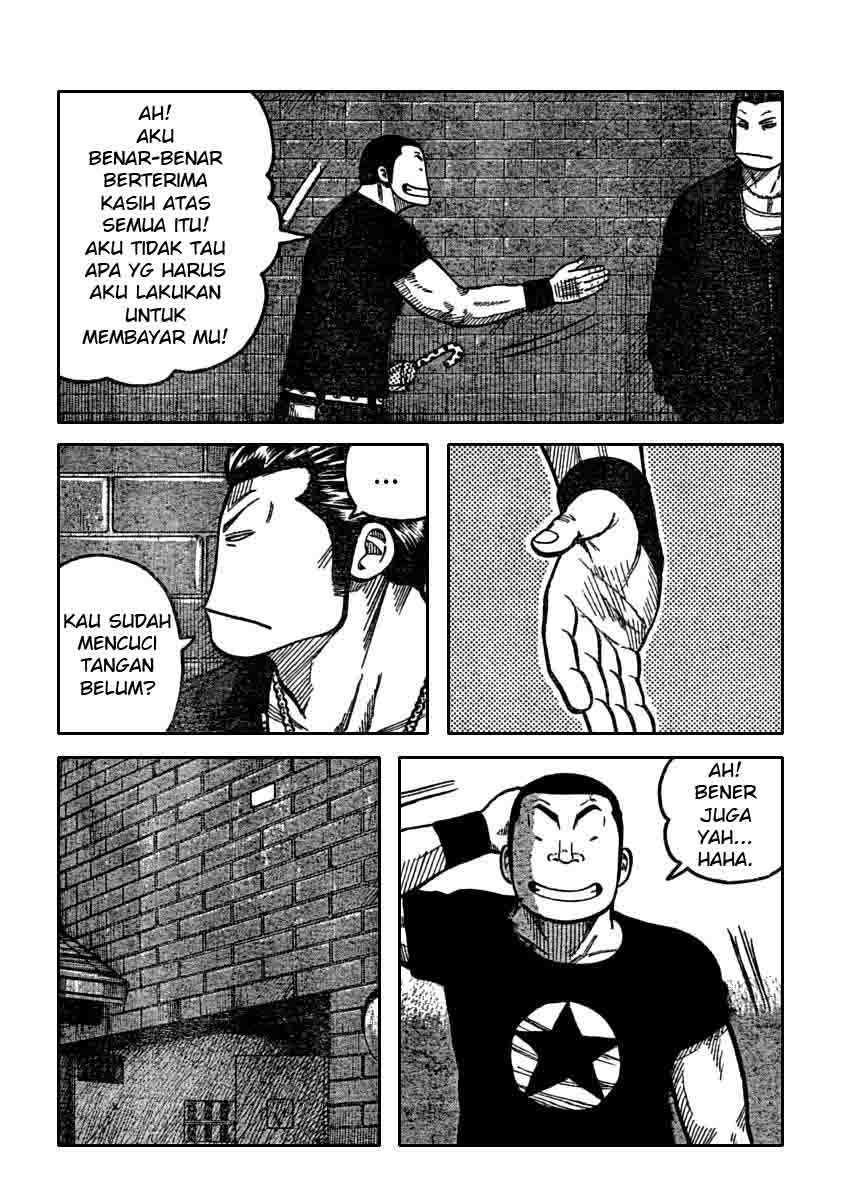 AH!
AKU
BENAR-BENAR
BERTERIMA
KASIH ATAS
SEMUA ITU!
AKU TIDAK TAU
APA YG HARUS
AKU LAKUKAN
UNTUK
MEMBAYAR MU!
...
KAU SUDAH
MENCUCI
TANGAN
BELUM?
AH!
BENER
JUGA
YAH...
HAHA.